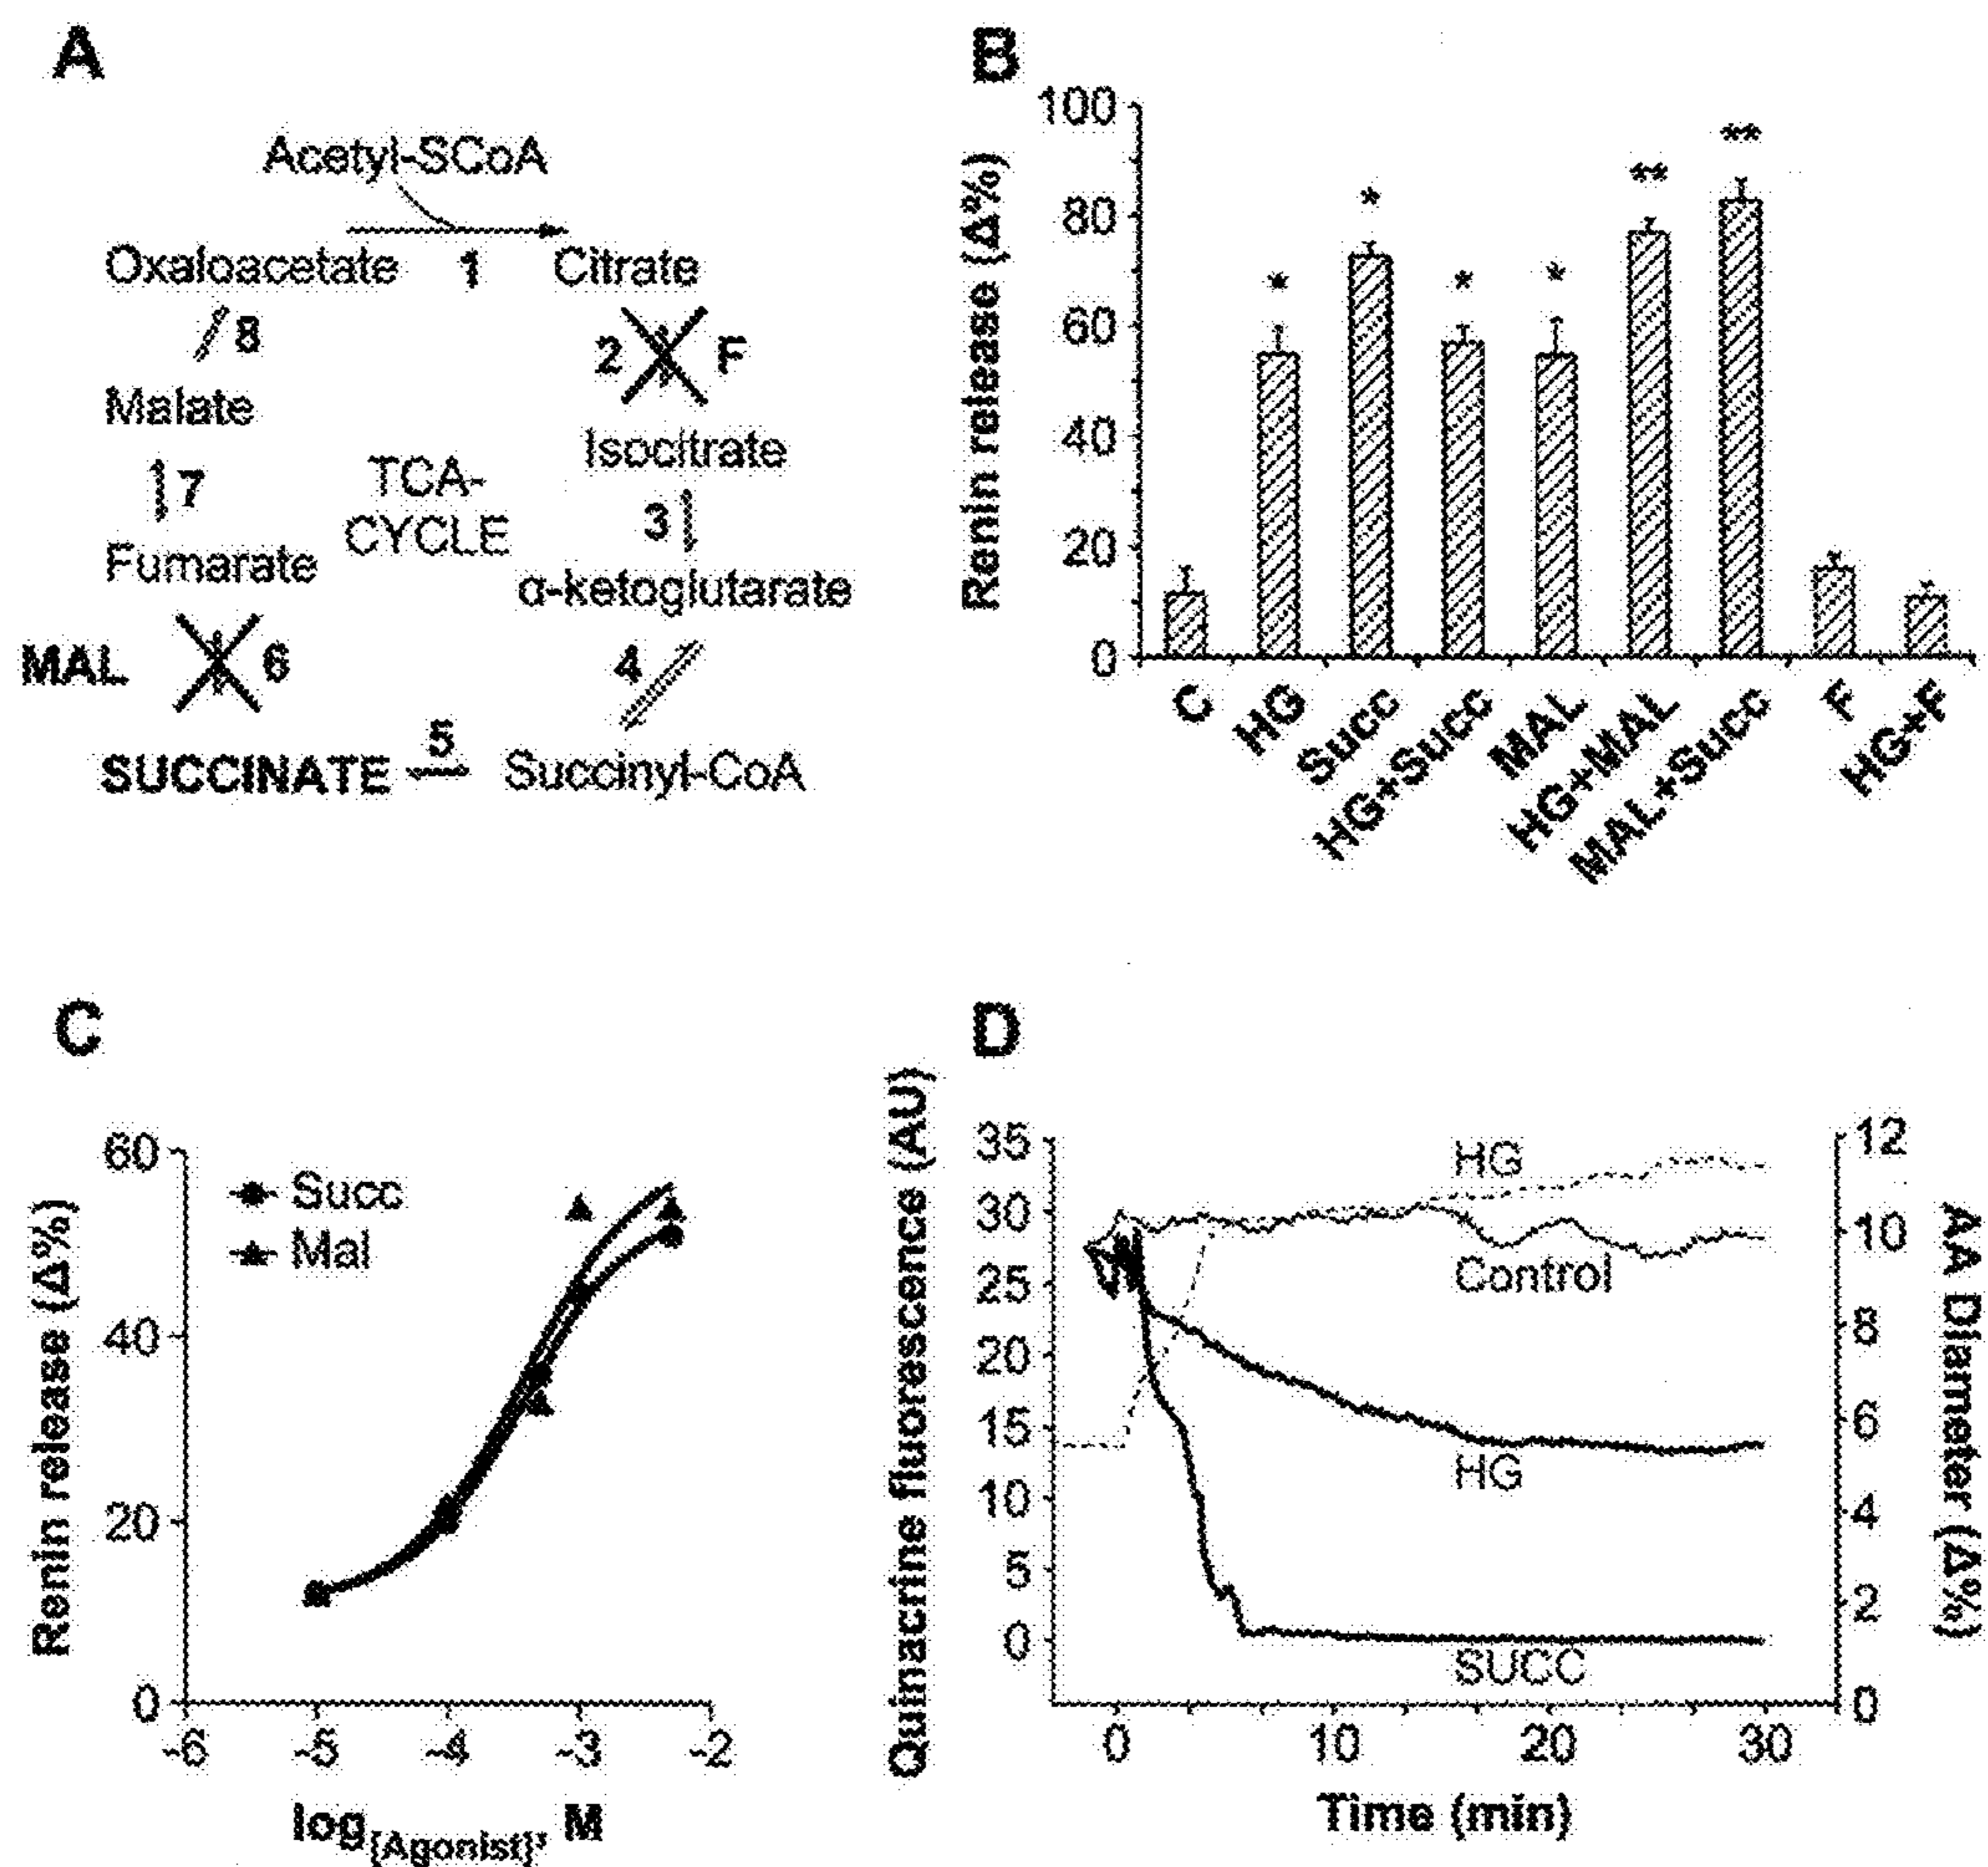 A
Acetyl-SCoA
Oxaloacetate 1 Citrate
8
2 F
Malate
Isocitrate
7
TCA-
CYCLE
3
Fumarate
α-ketoglutarate
MAL 6
4
SUCCINATE 5 Succinyl-CoA
B
Renin release (Δ%)
100
80
60
40
20
0
*
*
*
*
**
**
C
HG
Succ
HG+Succ
MAL
HG+MAL
MAL+Succ
F
HG+F
C
Renin release (Δ%)
60
40
20
0
Succ
Mal
-6 -5 -4 -3 -2
log[Agonist], M
D
Quinacrine fluorescence (AU)
35
30
25
20
15
10
5
0
HG
Control
HG
SUCC
12
10
8
6
4
2
0
AA Diameter (Δ%)
0 10 20 30
Time (min)